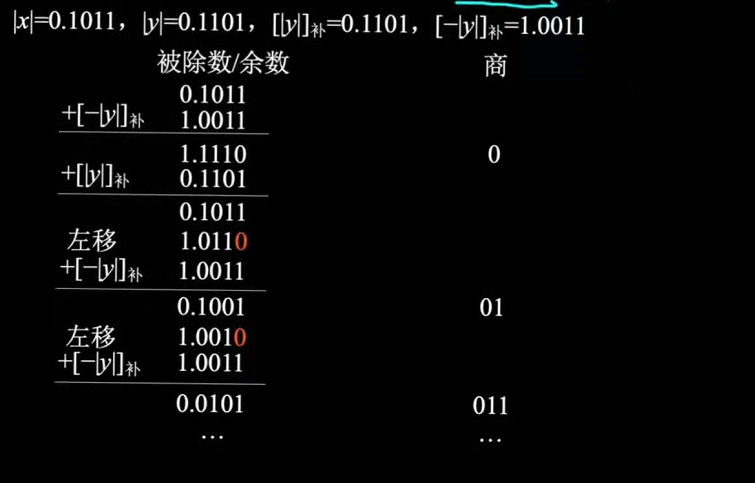 |x|=0.1011，|y|=0.1101，[|y|]补=0.1101，[−|y|]补=1.0011
被除数/余数 商
0.1011
+[−|y|]补 1.0011
1.1110 0
+[|y|]补 0.1101
0.1011
左移 1.0110
+[−|y|]补 1.0011
0.1001 01
左移 1.0010
+[−|y|]补 1.0011
0.0101 011
… …